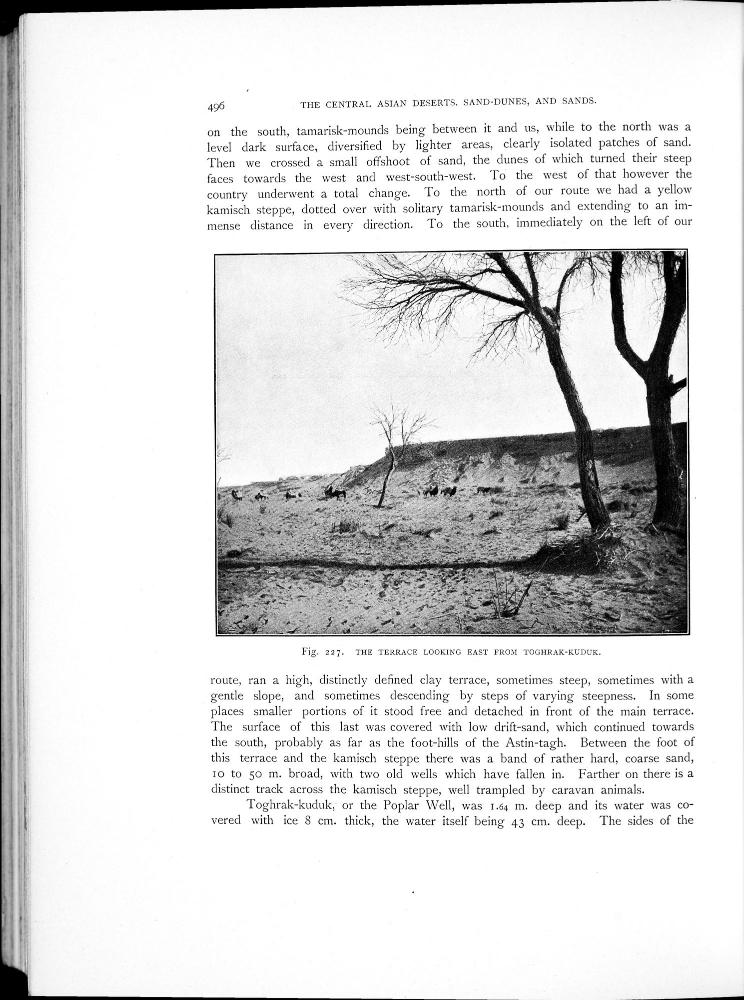 496 THE CENTRAL ASIAN DESERTS, SAND-DUNES, AND SANDS.
on the south, tamarisk-mounds being between it and us, while to the north was a
level dark surface, diversified by lighter areas, clearly isolated patches of sand.
Then we crossed a small offshoot of sand, the dunes of which turned their steep
faces towards the west and west-south-west. To the west of that however the
country underwent a total change. To the north of our route we had a yellow
kamisch steppe, dotted over with solitary tamarisk-mounds and extending to an im-
mense distance in every direction. To the south, immediately on the left of our
Fig. 227. THE TERRACE LOOKING EAST FROM TOGHRAK-KUDUK.
route, ran a high, distinctly defined clay terrace, sometimes steep, sometimes with a
gentle slope, and sometimes descending by steps of varying steepness. In some
places smaller portions of it stood free and detached in front of the main terrace.
The surface of this last was covered with low drift-sand, which continued towards
the south, probably as far as the foot-hills of the Astin-tagh. Between the foot of
this terrace and the kamisch steppe there was a band of rather hard, coarse sand,
10 to 50 m. broad, with two old wells which have fallen in. Farther on there is a
distinct track across the kamisch steppe, well trampled by caravan animals.
Toghrak-kuduk, or the Poplar Well, was 1.64 m. deep and its water was co-
vered with ice 8 cm. thick, the water itself being 43 cm. deep. The sides of the